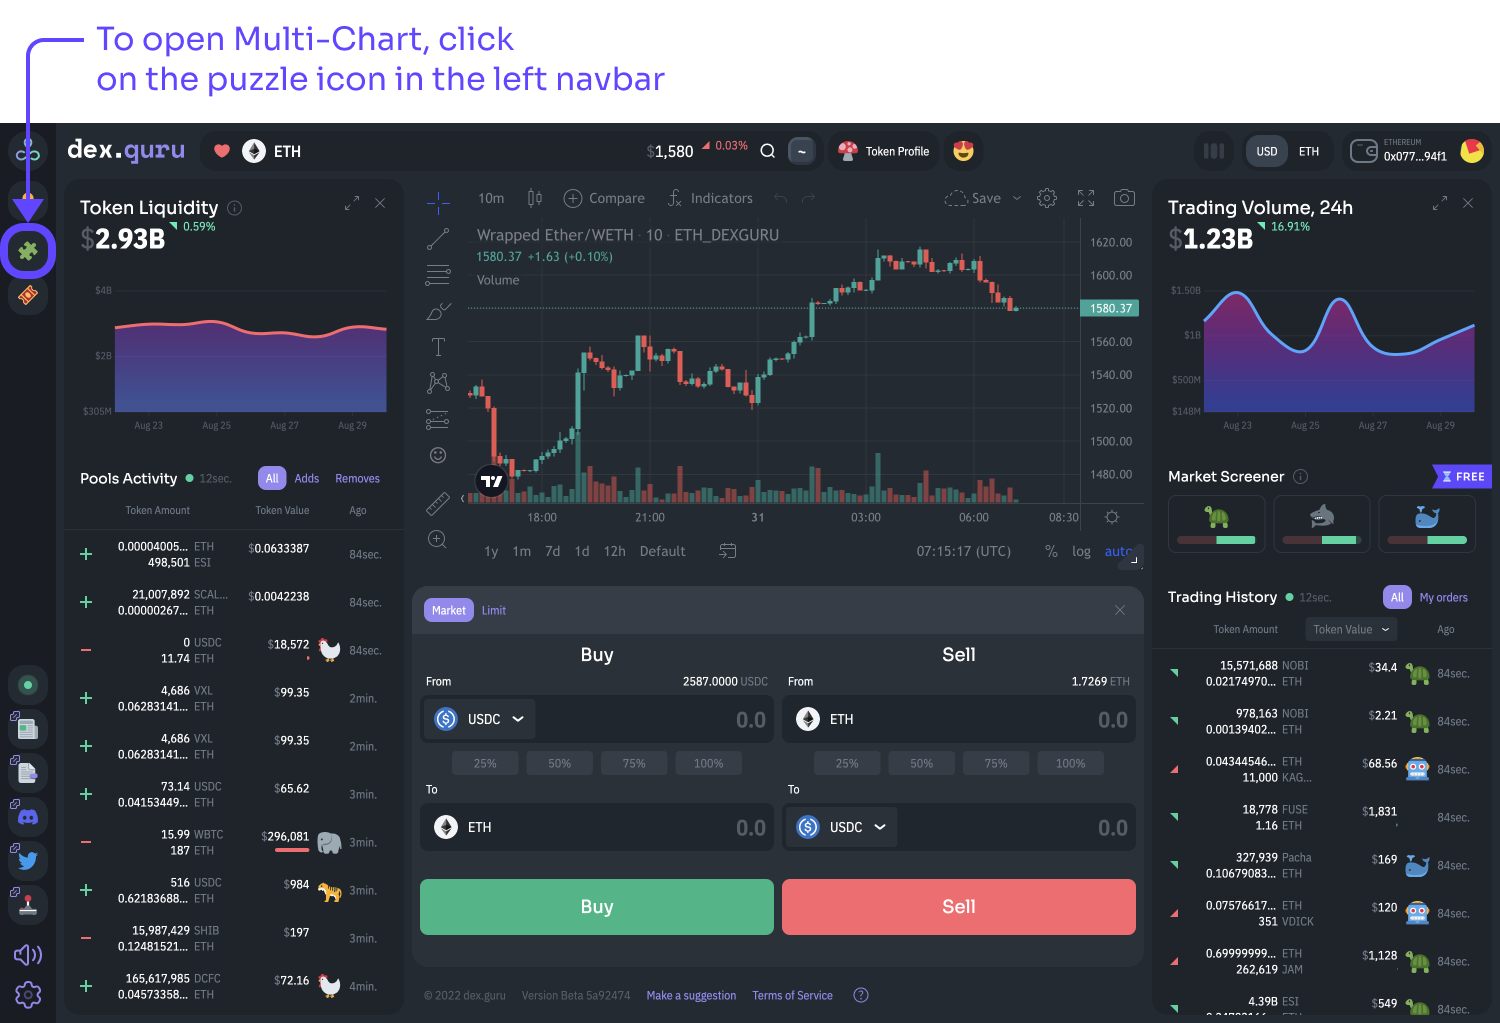 To open Multi-Chart, click
on the puzzle icon in the left navbar
dex.guru
ETH
$1,580
0.03%
~
Token Profile
USD
ETH
ETHEREUM
0x077...94f1
Token Liquidity
$2.93B
0.59%
$4B
$2B
$305M
Aug 23
Aug 25
Aug 27
Aug 29
Pools Activity
12sec.
All
Adds
Removes
Token Amount
Token Value
Ago
0.00004005... ETH
498,501 ESI
$0.0633387
84sec.
21,007,892 SCAL...
0.00000267... ETH
$0.0042238
84sec.
0 USDC
11.74 ETH
$18,572
84sec.
4,686 VXL
0.06283141... ETH
$99.35
2min.
4,686 VXL
0.06283141... ETH
$99.35
2min.
73.14 USDC
0.04153449... ETH
$65.62
3min.
15.99 WBTC
187 ETH
$296,081
3min.
516 USDC
0.62183688... ETH
$984
3min.
15,987,429 SHIB
0.12481521... ETH
$197
3min.
165,617,985 DCFC
0.04573358... ETH
$72.16
4min.
10m
Compare
Indicators
Save
Wrapped Ether/WETH · 10 · ETH_DEXGURU
1580.37 +1.63 (+0.10%)
Volume
1620.00
1600.00
1580.37
1560.00
1540.00
1520.00
1500.00
1480.00
18:00
21:00
31
03:00
06:00
08:30
1y
1m
7d
1d
12h
Default
07:15:17 (UTC)
%
log
auto
Market
Limit
Buy
From
2587.0000 USDC
USDC
0.0
25%
50%
75%
100%
To
ETH
0.0
Buy
Sell
From
1.7269 ETH
ETH
0.0
25%
50%
75%
100%
To
USDC
0.0
Sell
© 2022 dex.guru
Version Beta 5a92474
Make a suggestion
Terms of Service
Trading Volume, 24h
$1.23B
16.91%
$1.50B
$1B
$500M
$148M
Aug 23
Aug 25
Aug 27
Aug 29
Market Screener
FREE
Trading History
12sec.
All
My orders
Token Amount
Token Value
Ago
15,571,688 NOBI
0.02174970... ETH
$34.4
84sec.
978,163 NOBI
0.00139402... ETH
$2.21
84sec.
0.04344546... ETH
11,000 KAG...
$68.56
84sec.
18,778 FUSE
1.16 ETH
$1,831
84sec.
327,939 Pacha
0.10679083... ETH
$169
84sec.
0.07576617... ETH
351 VDICK
$120
84sec.
0.69999999... ETH
262,619 JAM
$1,128
84sec.
4.39B ESI
$549
84sec.